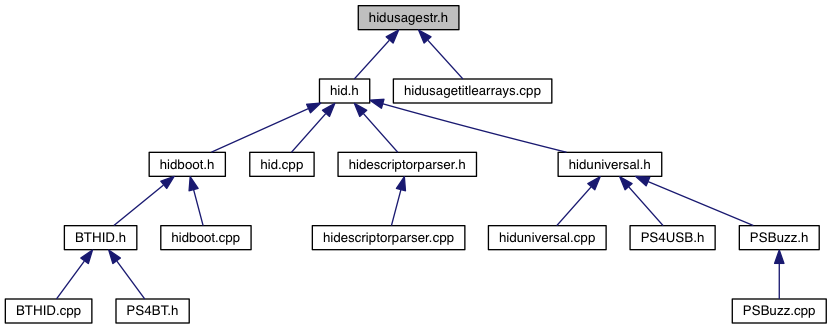 hidusagestr.h
hid.h
hidusagetitlearrays.cpp
hidboot.h
hid.cpp
hidescriptorparser.h
hiduniversal.h
BTHID.h
hidboot.cpp
hidescriptorparser.cpp
hiduniversal.cpp
PS4USB.h
PSBuzz.h
BTHID.cpp
PS4BT.h
PSBuzz.cpp